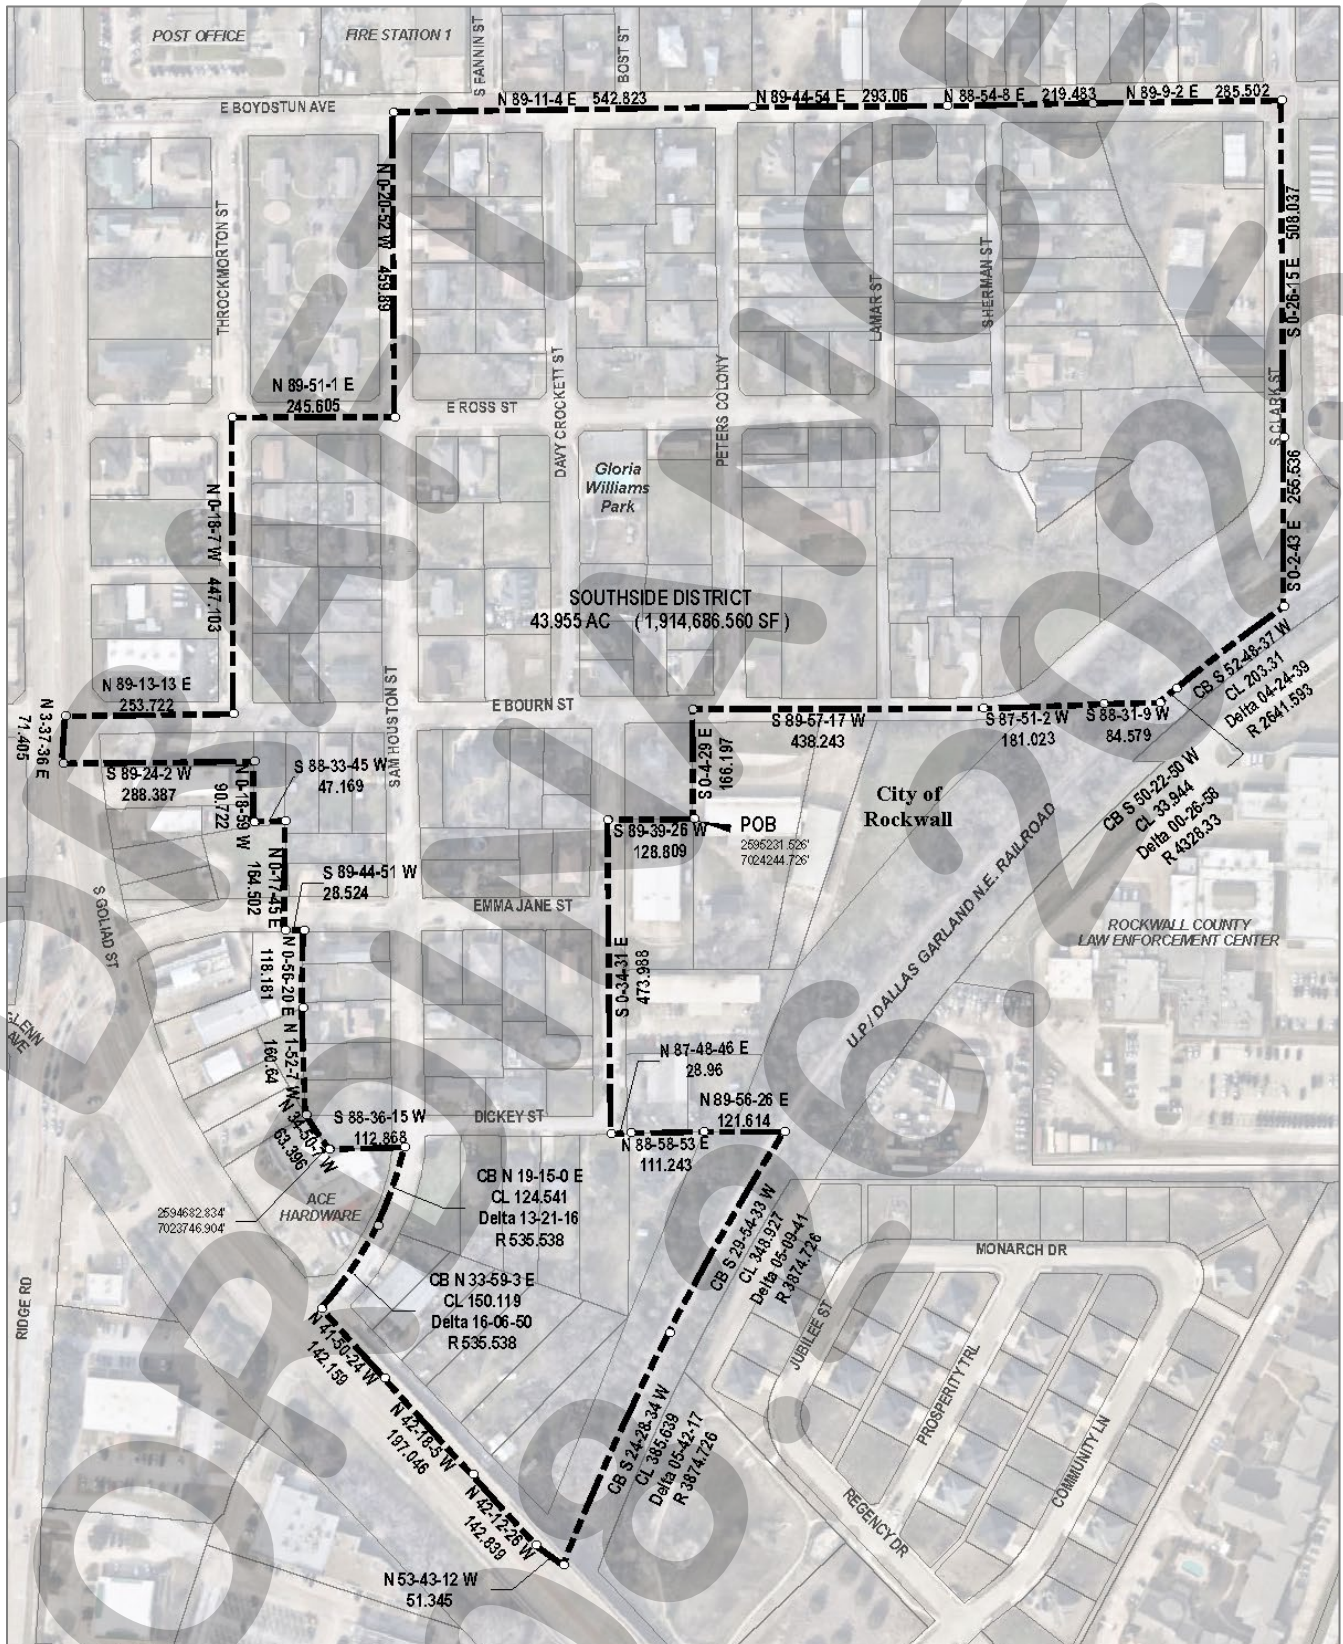 POST OFFICE
FIRE STATION 1
S FANNIN ST
BOST ST
E BOYDSTUN AVE
N 89-11-4 E 542.823
N 89-44-54 E 293.06
N 88-54-8 E 219.483
N 89-9-2 E 285.502
N 0-20-52 W 459.89
S 0-26-15 E 508.037
THROCKMORTON ST
LAMAR ST
SHERMAN ST
DAVY CROCKETT ST
PETERS COLONY
S CLARK ST
N 89-51-1 E
245.605
E ROSS ST
Gloria
Williams
Park
N 0-18-7 W 447.103
S 0-2-43 E 255.536
SOUTHSIDE DISTRICT
43.955 AC ( 1,914,686.560 SF )
CB S 52-48-37 W
CL 203.31
Delta 04-24-39
R 2641.593
N 89-13-13 E
253.722
N 3-37-36 E
71.405
SAM HOUSTON ST
E BOURN ST
S 89-57-17 W
438.243
S 87-51-2 W
181.023
S 88-31-9 W
84.579
S 89-24-2 W
288.387
N 0-18-59 W
90.722
S 88-33-45 W
47.169
S 0-4-29 E
166.197
CB S 50-22-50 W
CL 33.944
Delta 00-26-58
R 4328.33
City of
Rockwall
S 89-39-26 W
128.809
POB
2595231.526'
7024244.726'
N 0-17-45 E
164.502
S 89-44-51 W
28.524
S GOLIAD ST
EMMA JANE ST
U.P./ DALLAS GARLAND N.E. RAILROAD
ROCKWALL COUNTY
LAW ENFORCEMENT CENTER
N 0-56-20 E
118.181
S 0-34-31 E
473.988
GLENN
AVE
N 1-52-7 W
160.64
N 87-48-46 E
28.96
N 34-50-7 W
63.396
S 88-36-15 W
112.868
DICKEY ST
N 89-56-26 E
121.614
N 88-58-53 E
111.243
CB N 19-15-0 E
CL 124.541
Delta 13-21-16
R 535.538
ACE
HARDWARE
2594682.834'
7023746.904'
CB S 29-54-33 W
CL 348.927
Delta 05-09-41
R 3874.726
MONARCH DR
CB N 33-59-3 E
CL 150.119
Delta 16-06-50
R 535.538
RIDGE RD
JUBILEE ST
N 41-50-24 W
142.159
PROSPERITY TRL
N 42-18-5 W
197.046
CB S 24-28-34 W
CL 385.639
Delta 05-42-17
R 3874.726
COMMUNITY LN
N 42-12-26 W
142.839
REGENCY DR
N 53-43-12 W
51.345
DRAFT
ORDINANCE